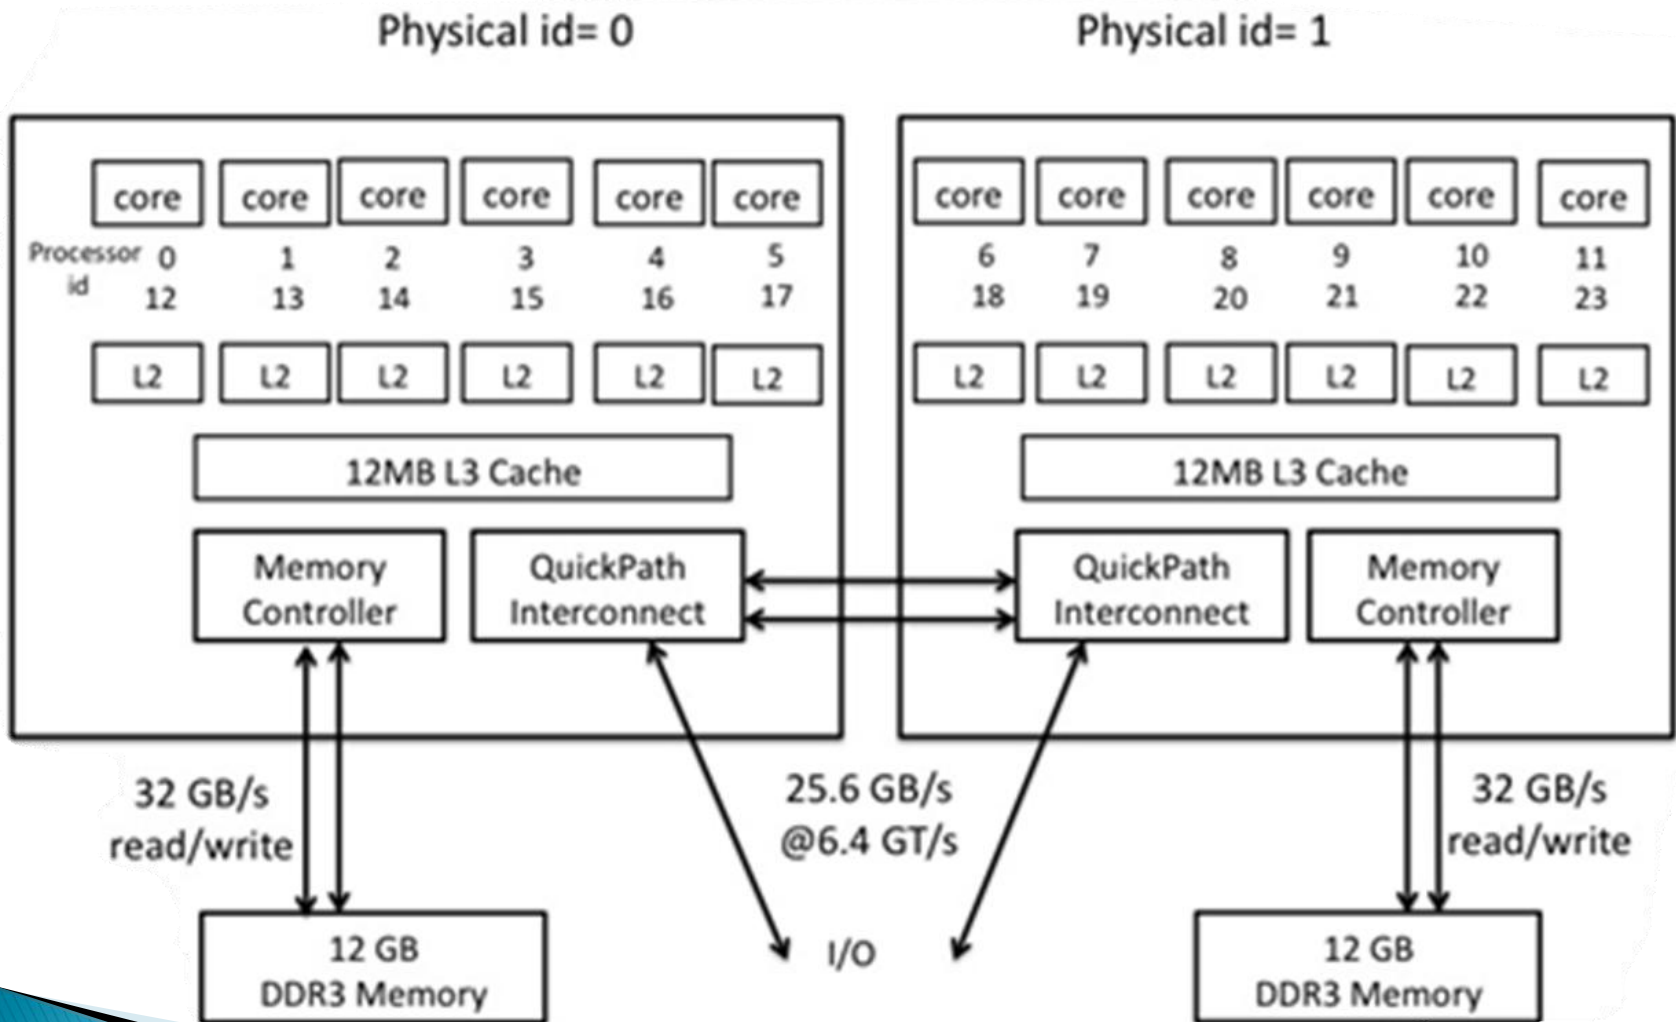 Physical id= 0
Physical id= 1
core core core core core core
core core core core core core
Processor id
0 1 2 3 4 5
12 13 14 15 16 17
6 7 8 9 10 11
18 19 20 21 22 23
L2 L2 L2 L2 L2 L2
L2 L2 L2 L2 L2 L2
12MB L3 Cache
12MB L3 Cache
Memory
Controller
QuickPath
Interconnect
QuickPath
Interconnect
Memory
Controller
32 GB/s
read/write
25.6 GB/s
@6.4 GT/s
32 GB/s
read/write
12 GB
DDR3 Memory
I/O
12 GB
DDR3 Memory